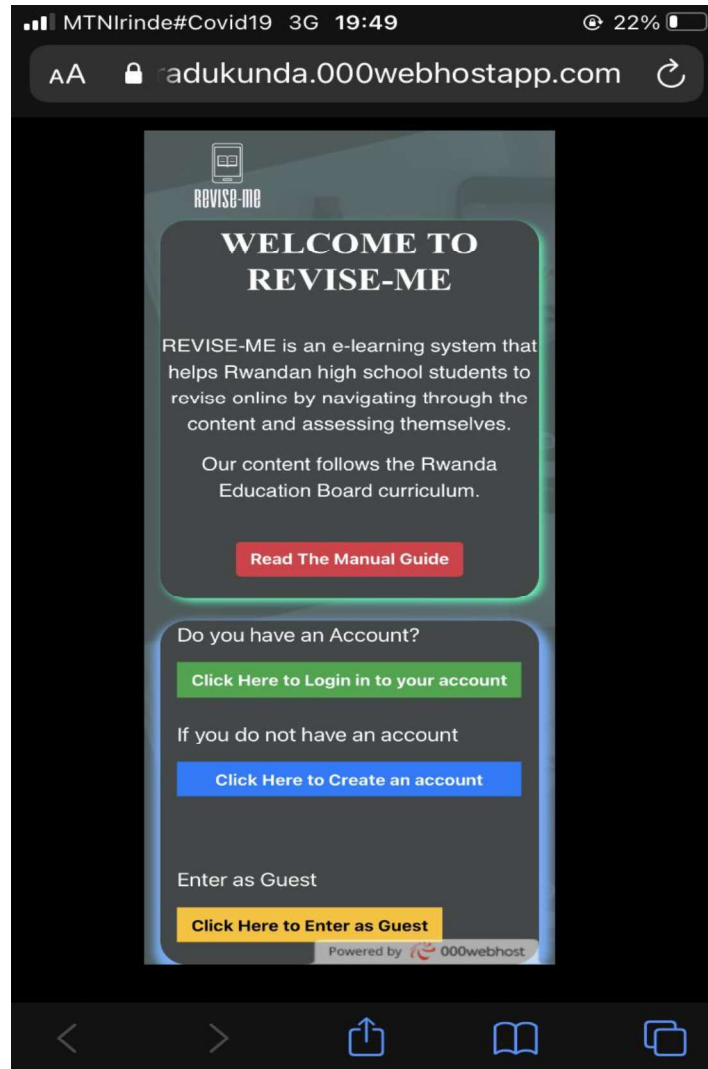 MTNIrinde#Covid19 3G 19:49 22%
AA radukunda.000webhostapp.com
REVISE-ME
WELCOME TO
REVISE-ME
REVISE-ME is an e-learning system that
helps Rwandan high school students to
revise online by navigating through the
content and assessing themselves.
Our content follows the Rwanda
Education Board curriculum.
Read The Manual Guide
Do you have an Account?
Click Here to Login in to your account
If you do not have an account
Click Here to Create an account
Enter as Guest
Click Here to Enter as Guest
Powered by 000webhost